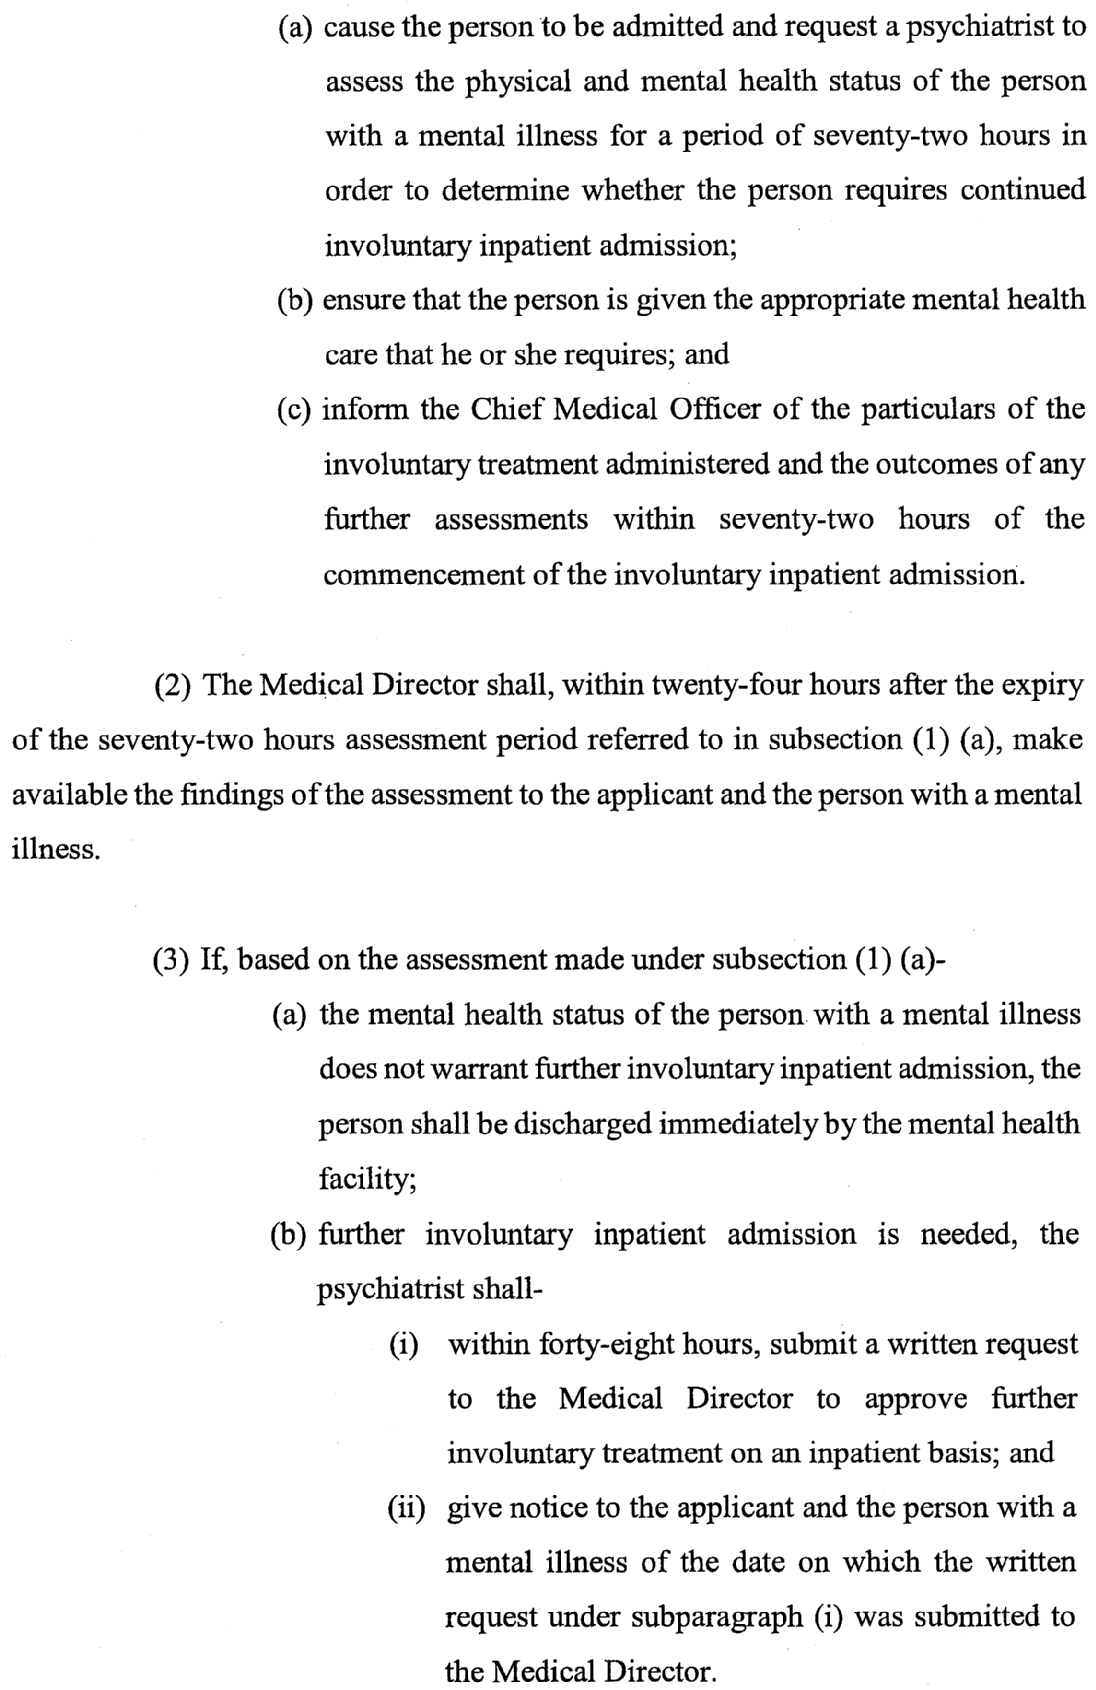 (a) cause the person to be admitted and request a psychiatrist to
assess the physical and mental health status of the person
with a mental illness for a period of seventy-two hours in
order to determine whether the person requires continued
involuntary inpatient admission;
(b) ensure that the person is given the appropriate mental health
care that he or she requires; and
(c) inform the Chief Medical Officer of the particulars of the
involuntary treatment administered and the outcomes of any
further assessments within seventy-two hours of the
commencement of the involuntary inpatient admission.
(2) The Medical Director shall, within twenty-four hours after the expiry
of the seventy-two hours assessment period referred to in subsection (1) (a), make
available the findings of the assessment to the applicant and the person with a mental
illness.
(3) If, based on the assessment made under subsection (1) (a)-
(a) the mental health status of the person with a mental illness
does not warrant further involuntary inpatient admission, the
person shall be discharged immediately by the mental health
facility;
(b) further involuntary inpatient admission is needed, the
psychiatrist shall-
(i) within forty-eight hours, submit a written request
to the Medical Director to approve further
involuntary treatment on an inpatient basis; and
(ii) give notice to the applicant and the person with a
mental illness of the date on which the written
request under subparagraph (i) was submitted to
the Medical Director.